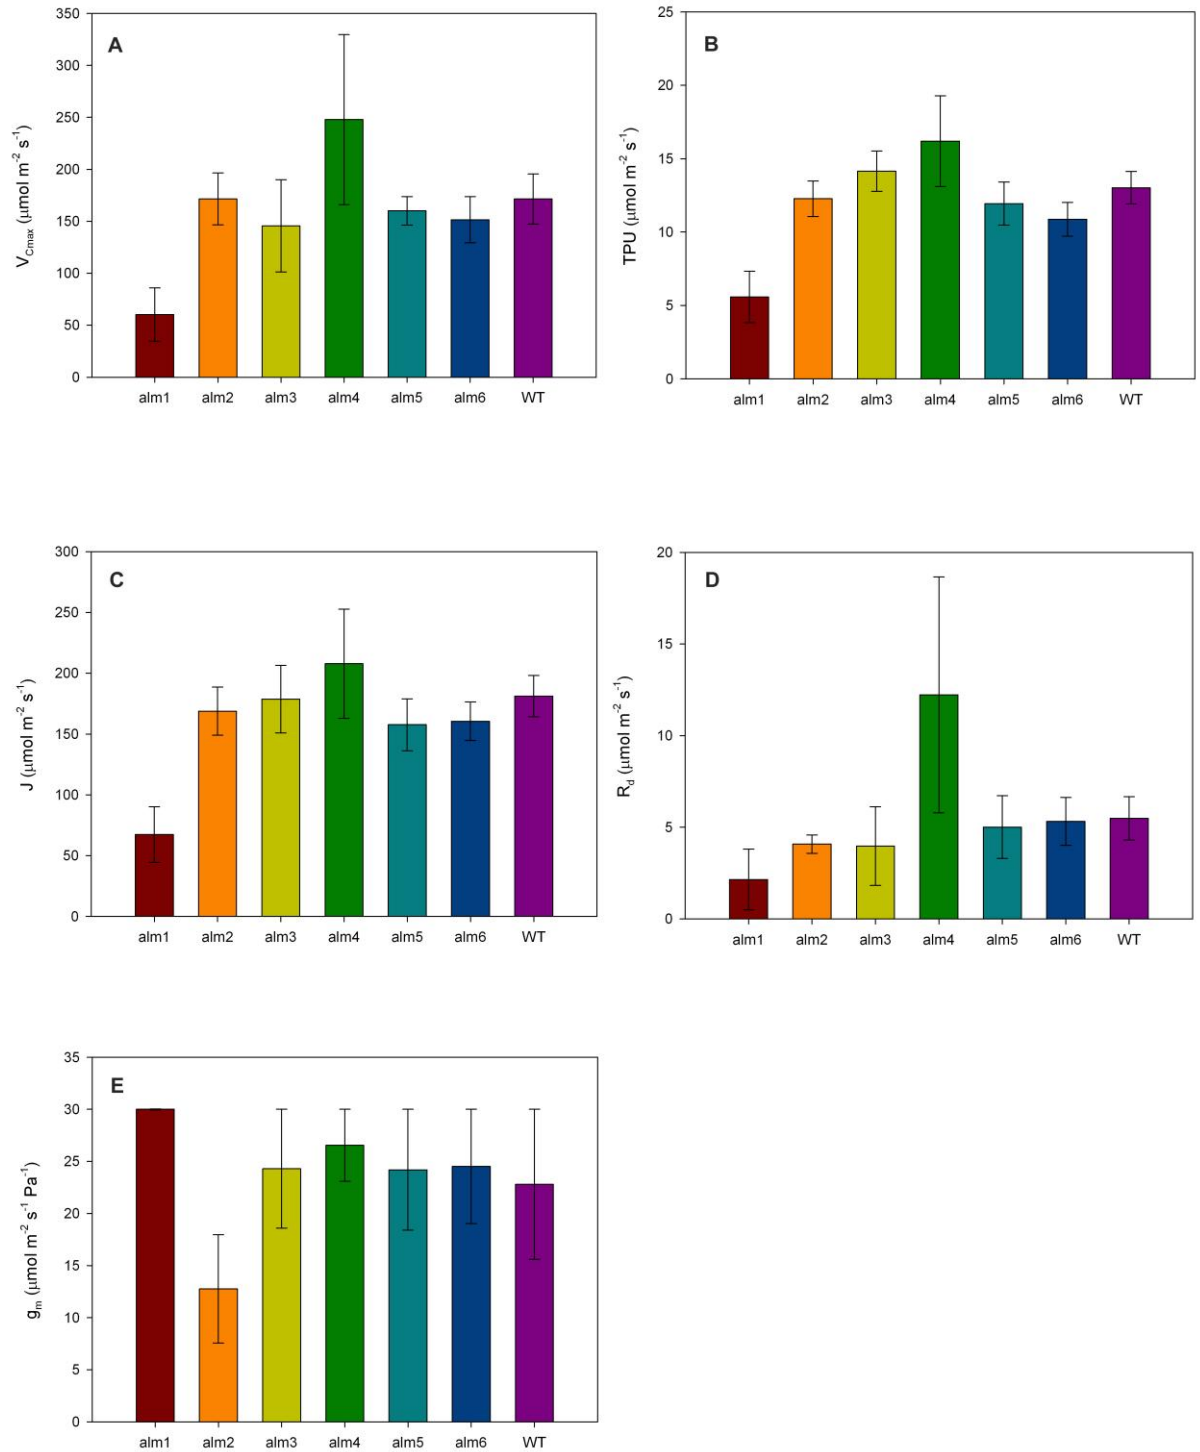 A
V_Cmax (μmol m⁻² s⁻¹)
350
300
250
200
150
100
50
0
alm1 alm2 alm3 alm4 alm5 alm6 WT
B
TPU (μmol m⁻² s⁻¹)
25
20
15
10
5
0
alm1 alm2 alm3 alm4 alm5 alm6 WT
C
J (μmol m⁻² s⁻¹)
300
250
200
150
100
50
0
alm1 alm2 alm3 alm4 alm5 alm6 WT
D
R_d (μmol m⁻² s⁻¹)
20
15
10
5
0
alm1 alm2 alm3 alm4 alm5 alm6 WT
E
g_m (μmol m⁻² s⁻¹ Pa⁻¹)
35
30
25
20
15
10
5
0
alm1 alm2 alm3 alm4 alm5 alm6 WT